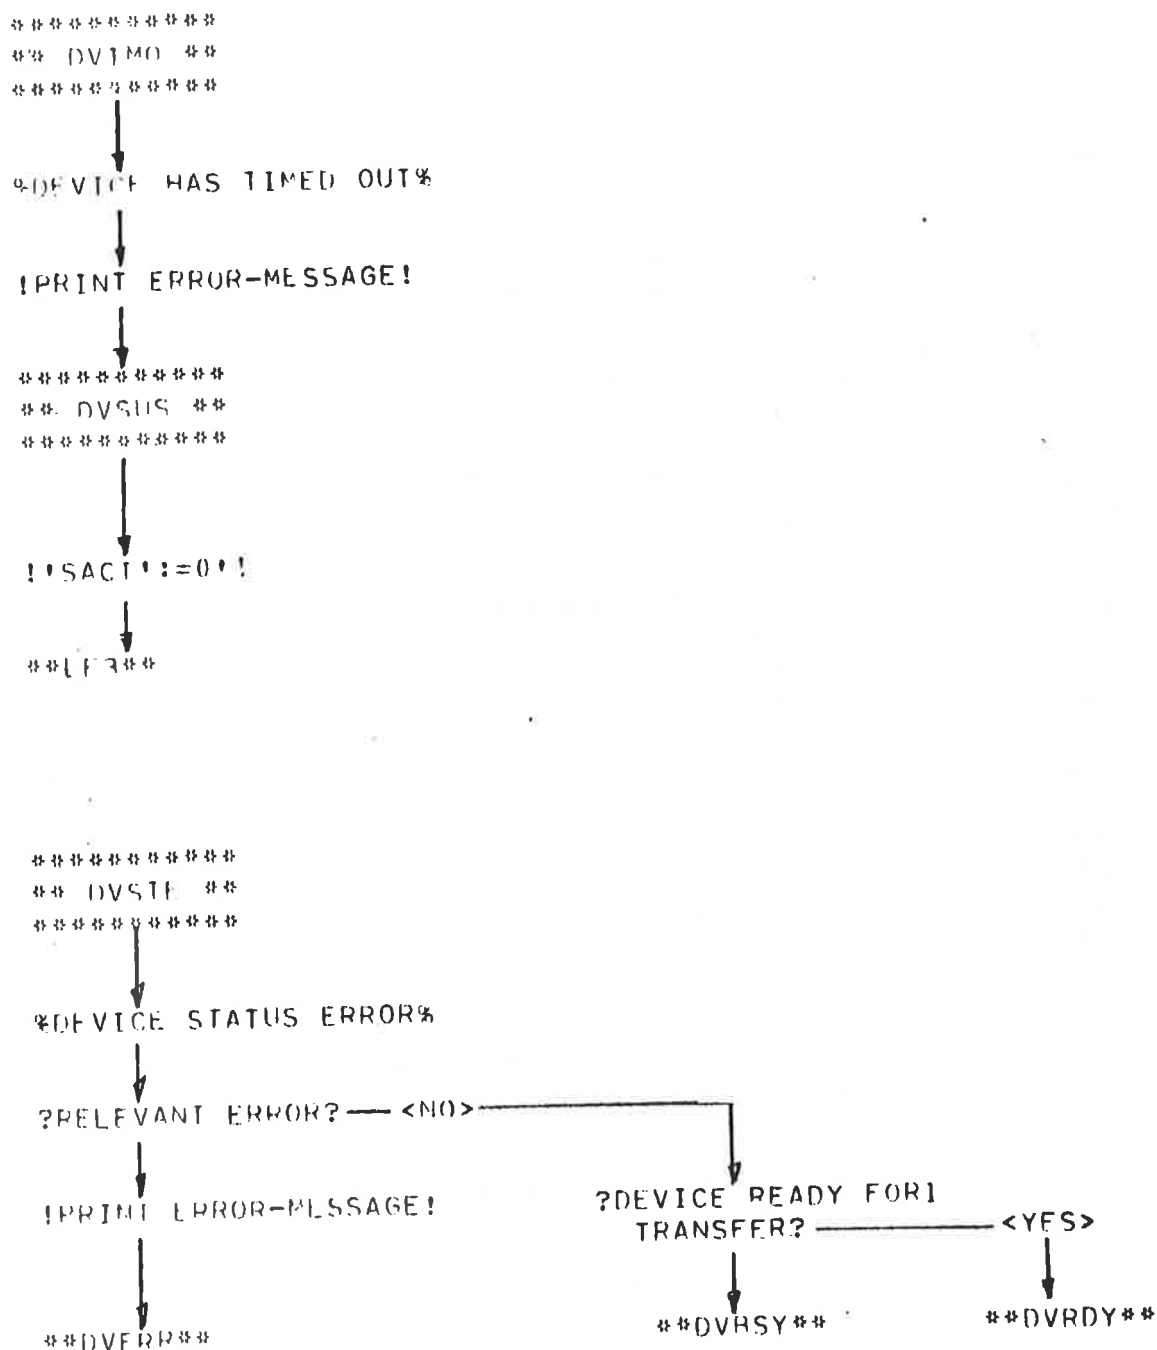 ***********
** DVTMO **
***********
%DEVICE HAS TIMED OUT%
!PRINT ERROR-MESSAGE!
***********
** DVSUS **
***********
!'SACT':=0'!
***********
** DVSTE **
***********
%DEVICE STATUS ERROR%
?RELEVANT ERROR? <NO>
!PRINT ERROR-MESSAGE!
?DEVICE READY FOR1
TRANSFER? <YES>
**DVERR**
**DVBSY**
**DVRDY**